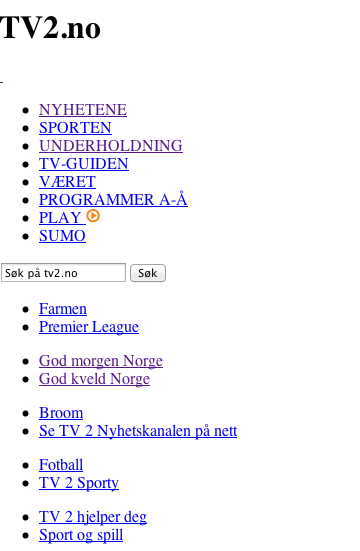 TV2.no
NYHETENE
SPORTEN
UNDERHOLDNING
TV-GUIDEN
VÆRET
PROGRAMMER A-Å
PLAY
SUMO
Søk på tv2.no Søk
Farmen
Premier League
God morgen Norge
God kveld Norge
Broom
Se TV 2 Nyhetskanalen på nett
Fotball
TV 2 Sporty
TV 2 hjelper deg
Sport og spill